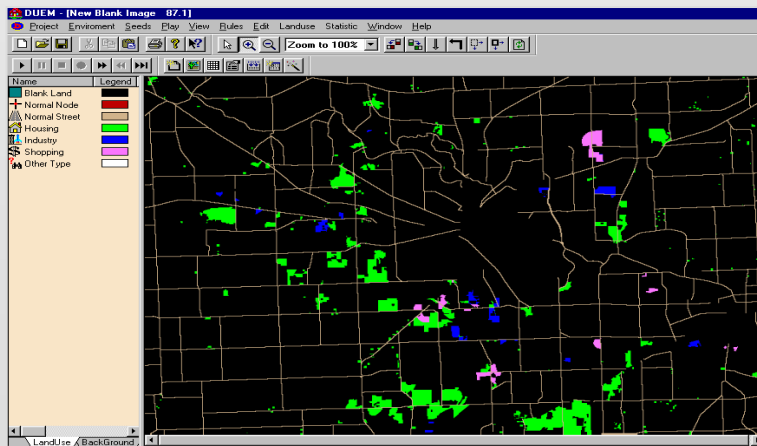 DUEM - [New Blank Image 87.1]
Project Enviroment Seeds Play View Rules Edit Landuse Statistic Window Help
Zoom to 100%
Name Legend
Blank Land
Normal Node
Normal Street
Housing
Industry
Shopping
Other Type
LandUse BackGround